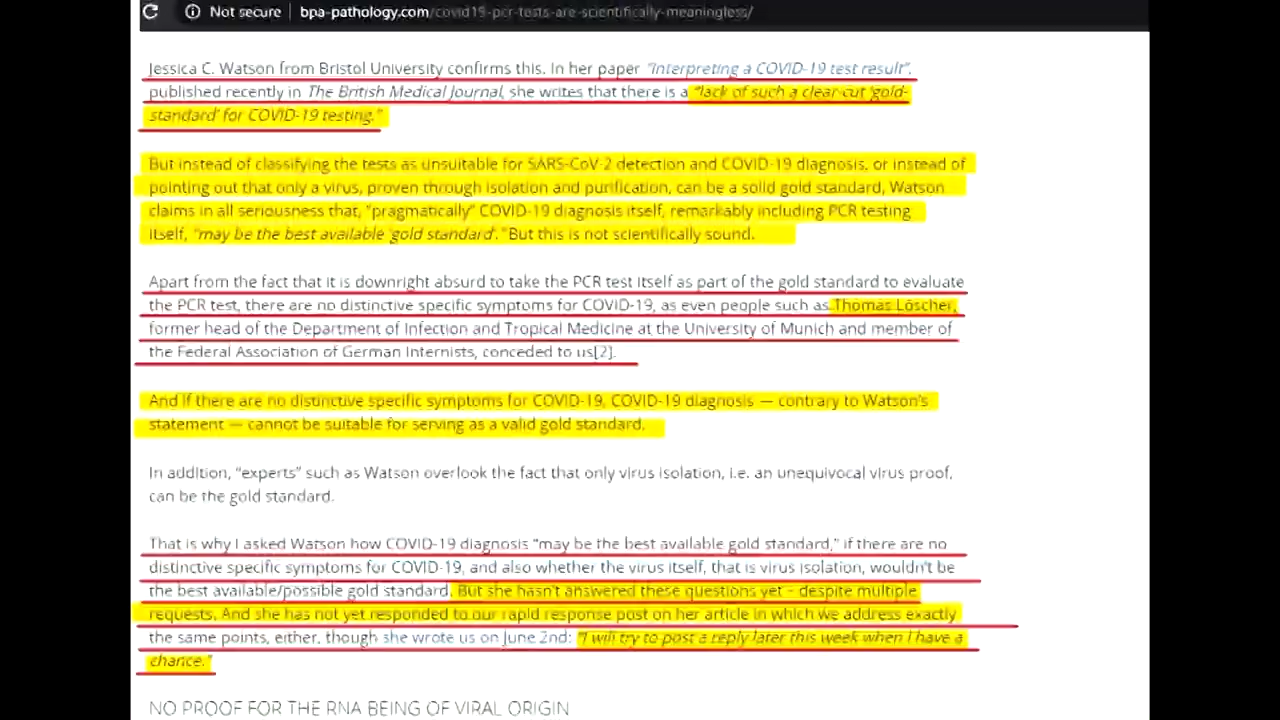 Not secure | bpa-pathology.com/covid19-pcr-tests-are-scientifically-meaningless/
Jessica C. Watson from Bristol University confirms this. In her paper “Interpreting a COVID-19 test result”,
published recently in The British Medical Journal, she writes that there is a “lack of such a clear-cut ‘gold-
standard’ for COVID-19 testing.”
But instead of classifying the tests as unsuitable for SARS-CoV-2 detection and COVID-19 diagnosis, or instead of
pointing out that only a virus, proven through isolation and purification, can be a solid gold standard, Watson
claims in all seriousness that, “pragmatically” COVID-19 diagnosis itself, remarkably including PCR testing
itself, “may be the best available ‘gold standard’.” But this is not scientifically sound.
Apart from the fact that it is downright absurd to take the PCR test itself as part of the gold standard to evaluate
the PCR test, there are no distinctive specific symptoms for COVID-19, as even people such as Thomas Löscher,
former head of the Department of Infection and Tropical Medicine at the University of Munich and member of
the Federal Association of German Internists, conceded to us[2].
And if there are no distinctive specific symptoms for COVID-19, COVID-19 diagnosis — contrary to Watson’s
statement — cannot be suitable for serving as a valid gold standard.
In addition, “experts” such as Watson overlook the fact that only virus isolation, i.e. an unequivocal virus proof,
can be the gold standard.
That is why I asked Watson how COVID-19 diagnosis “may be the best available gold standard,” if there are no
distinctive specific symptoms for COVID-19, and also whether the virus itself, that is virus isolation, wouldn’t be
the best available/possible gold standard. But she hasn’t answered these questions yet – despite multiple
requests. And she has not yet responded to our rapid response post on her article in which we address exactly
the same points, either, though she wrote us on June 2nd: “I will try to post a reply later this week when I have a
chance.”
NO PROOF FOR THE RNA BEING OF VIRAL ORIGIN